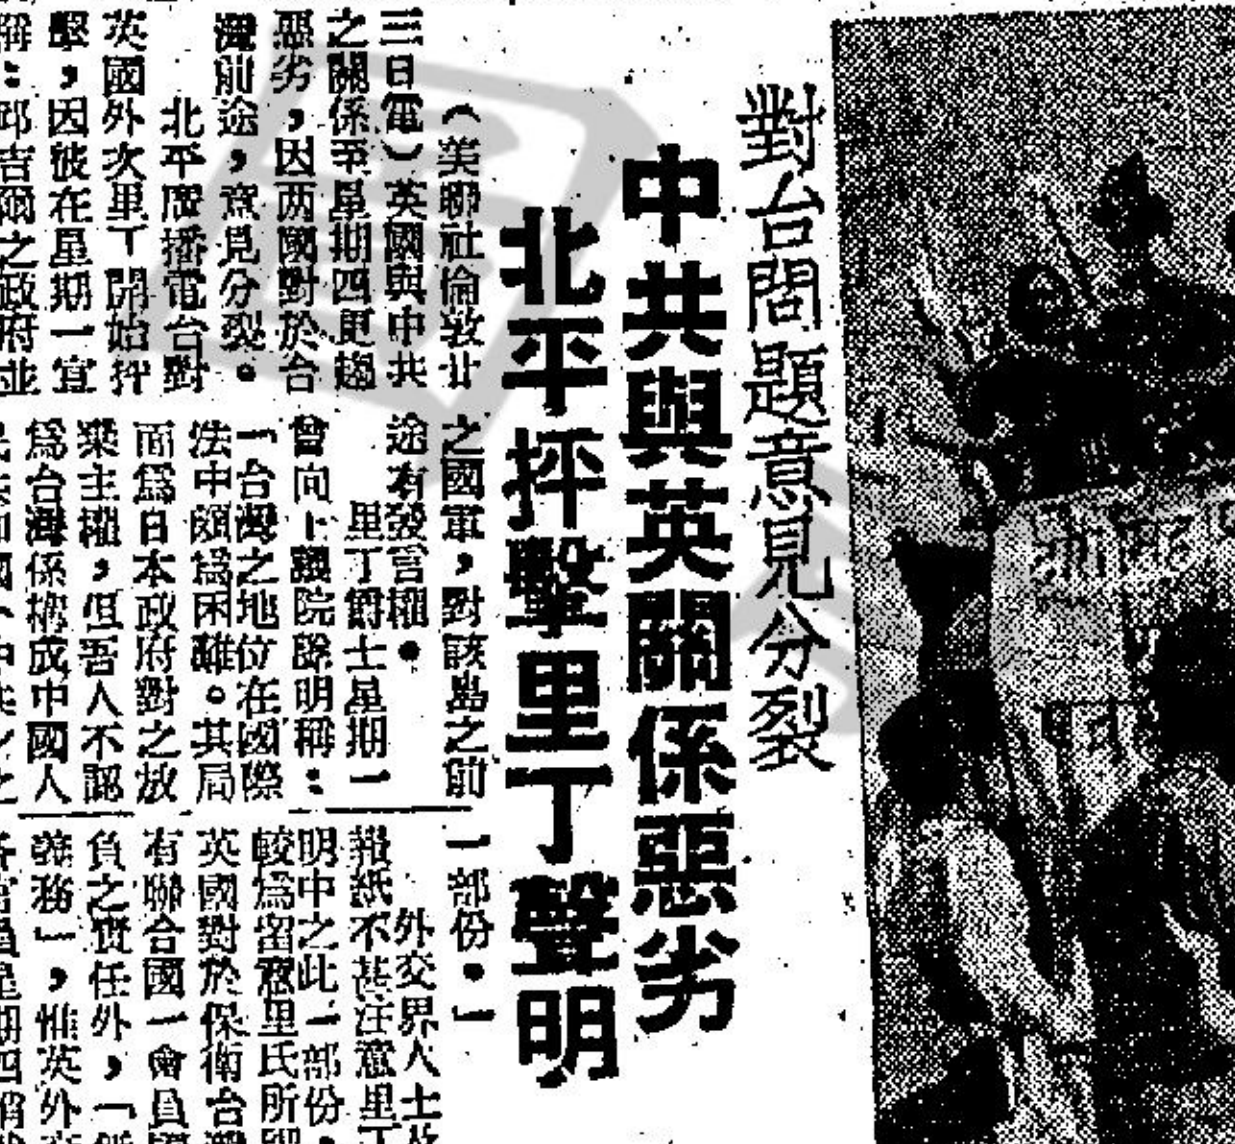 對台問題意見分裂
中共與英關係惡劣
北平抨擊里丁聲明
（美聯社倫敦廿
三日電）英國與中共
之關係至星期四更趨
惡劣，因两國對於台
灣前途，意見分裂。
北平廣播電台對
英國外次里丁開始抨
擊，因彼在星期一宣
稱：邱吉爾之政府並
之國軍，對該島之前
途有發言權。
里丁爵士星期一
曾向上議院說明稱：
「台灣之地位在國際
法中頗爲困難。其局
面爲日本政府對之放
棄主權，但吾人不認
爲台灣係構成中國人
一部份。」
外交界人士及
報紙不甚注意里丁
明中之此一部份，
較爲留意里氏所
英國對於保衛台灣
有聯合國一會員國
負之責任外，「
義務」，惟英外